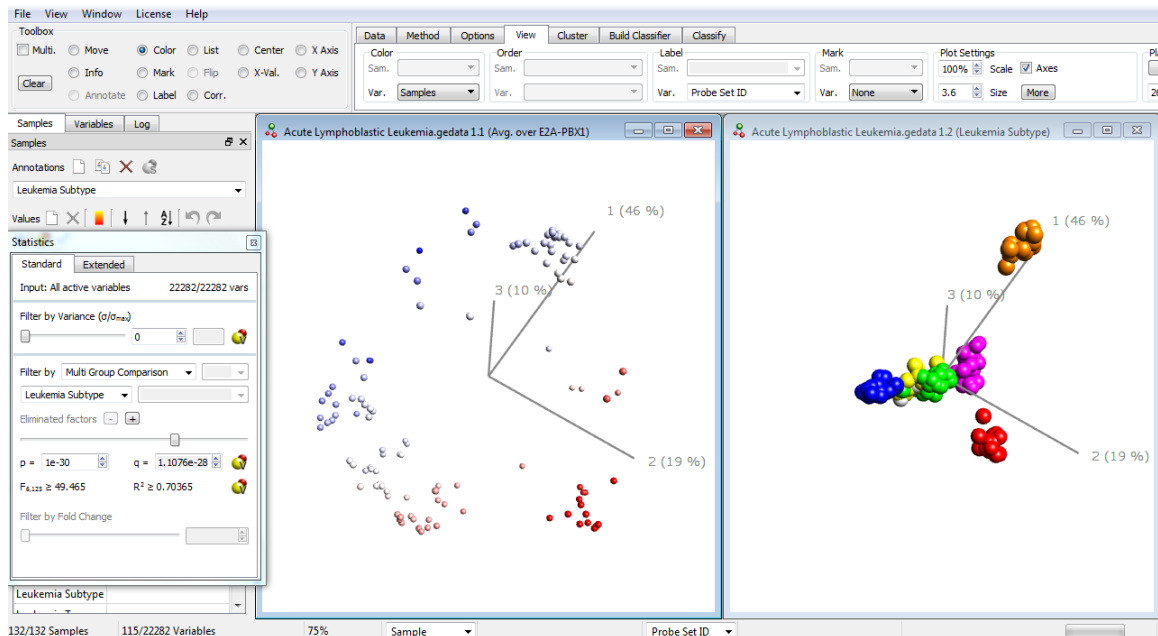 File View Window License Help
Toolbox
Multi. Move Color List Center X Axis
Info Mark Flip X-Val. Y Axis
Clear
Annotate Label Corr.
Data Method Options View Cluster Build Classifier Classify
Color Order Label Mark Plot Settings
Sam. Sam. Sam. Sam. 100% Scale Axes
Var. Samples Var. Var. Probe Set ID Var. None 3.6 Size More
Samples Variables Log
Samples
Annotations
Leukemia Subtype
Values
Statistics
Standard Extended
Input: All active variables 22282/22282 vars
Filter by Variance (σ/σmax)
0
Filter by Multi Group Comparison
Leukemia Subtype
Eliminated factors - +
p = 1e-30 q = 1.1076e-28
F6,125 ≥ 49.465 R² ≥ 0.70365
Filter by Fold Change
Leukemia Subtype
Acute Lymphoblastic Leukemia.gedata 1.1 (Avg. over E2A-PBX1)
1 (46 %)
3 (10 %)
2 (19 %)
Acute Lymphoblastic Leukemia.gedata 1.2 (Leukemia Subtype)
1 (46 %)
3 (10 %)
2 (19 %)
132/132 Samples 115/22282 Variables 75% Sample Probe Set ID